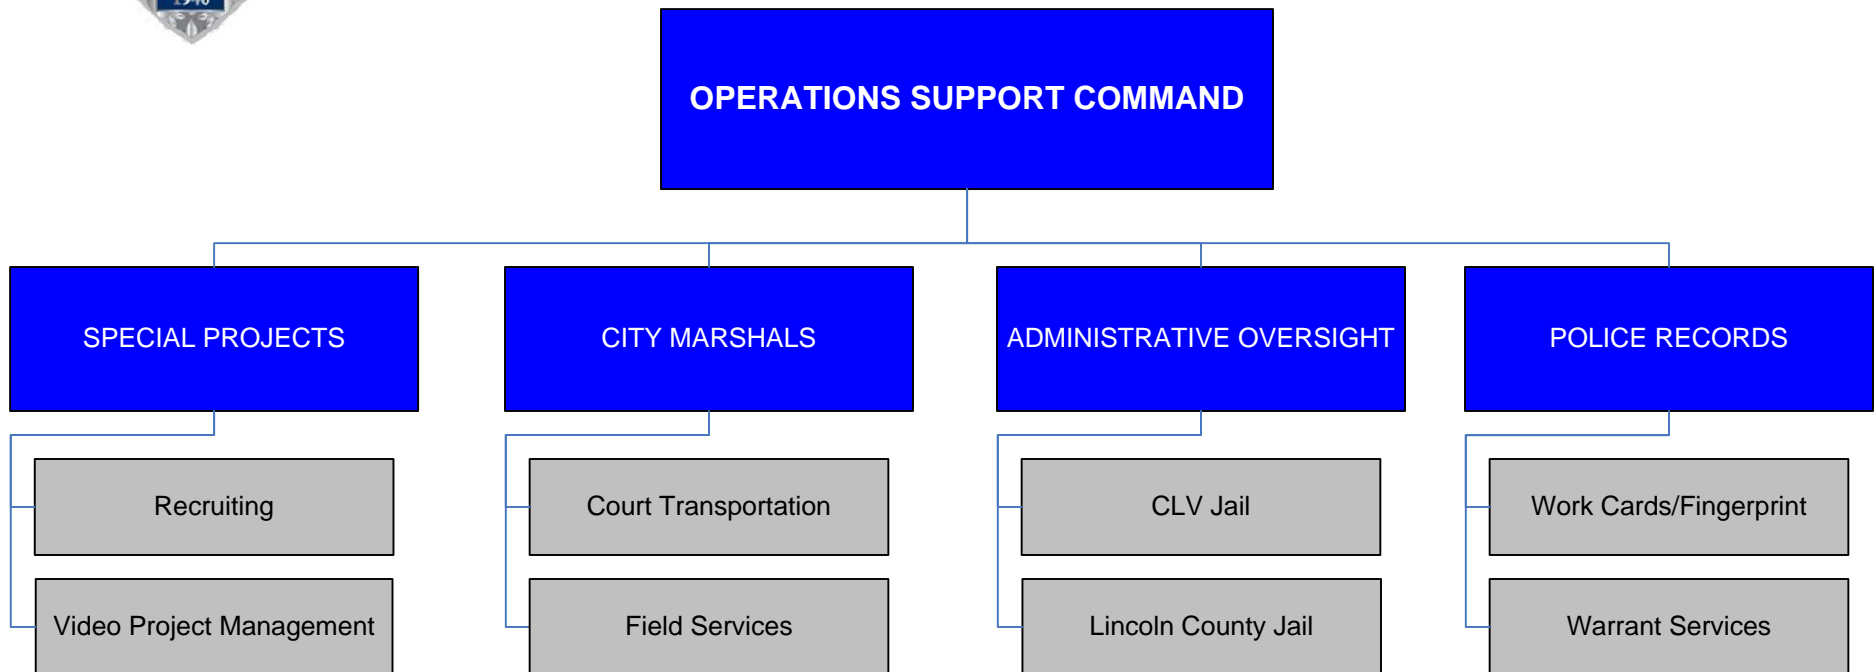 1946
OPERATIONS SUPPORT COMMAND
SPECIAL PROJECTS
CITY MARSHALS
ADMINISTRATIVE OVERSIGHT
POLICE RECORDS
Recruiting
Court Transportation
CLV Jail
Work Cards/Fingerprint
Video Project Management
Field Services
Lincoln County Jail
Warrant Services